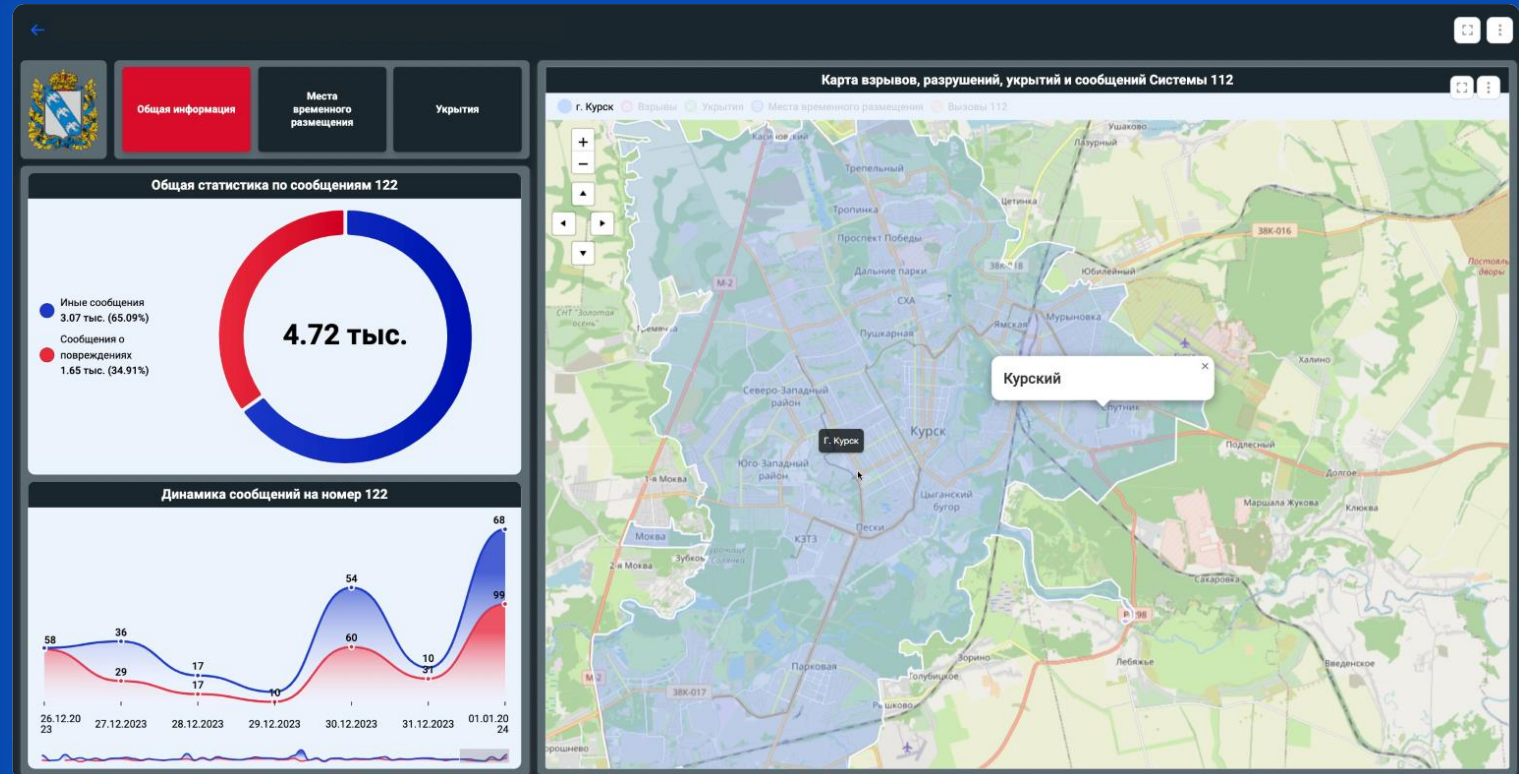 Общая информация
Места
временного
размещения
Укрытия
Общая статистика по сообщениям 122
Иные сообщения
3.07 тыс. (65.09%)
Сообщения о
повреждениях
1.65 тыс. (34.91%)
4.72 тыс.
Динамика сообщений на номер 122
58
36
29
17
17
10
54
60
10
31
68
99
26.12.20
23
27.12.2023
28.12.2023
29.12.2023
30.12.2023
31.12.2023
01.01.20
24
Карта взрывов, разрушений, укрытий и сообщений Системы 112
г. Курск Взрывы Укрытия Места временного размещения Вызовы 112
+
−
Ушаково
Лазурный
Касиновский
Трепельный
Цетинка
Тропинка
38К-016
Проспект Победы
Дальние парки
Юбилейный
М-2
СХА
СНТ "Золотая
осень"
Пушкарная
Ямская
Мурыновка
Халино
Курский
×
Спутник
Северо-Западный
район
Курск
Г. Курск
Подлесный
Юго-Западный
район
1-я Моква
Долгое
Цыганский
бугор
Маршала Жукова
Клюква
Пески
Моква
КЗТЗ
2-я Моква
Сахаровка
Зорино
Лебяжье
Введенское
Парковая
Голубицкое
М-2
38К-017